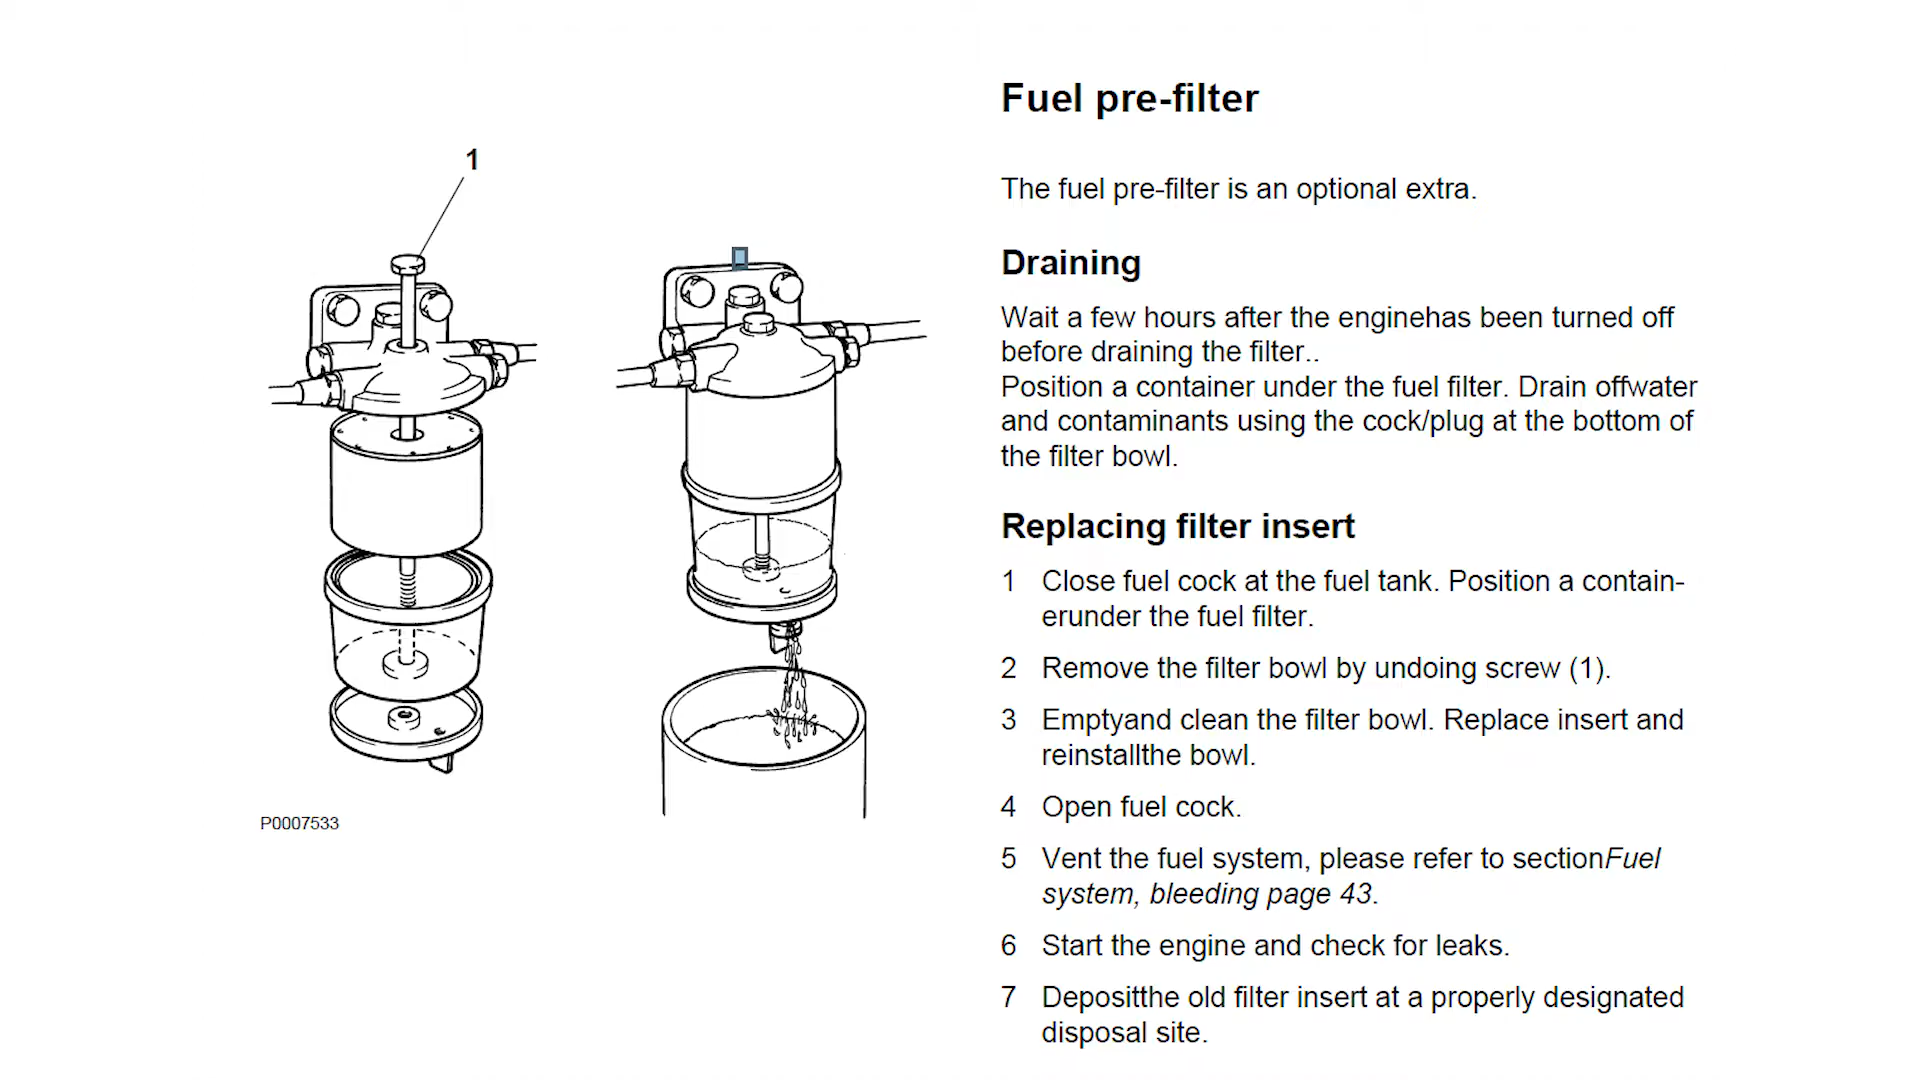 1
P0007533
Fuel pre-filter
The fuel pre-filter is an optional extra.
Draining
Wait a few hours after the enginehas been turned off
before draining the filter..
Position a container under the fuel filter. Drain offwater
and contaminants using the cock/plug at the bottom of
the filter bowl.
Replacing filter insert
1 Close fuel cock at the fuel tank. Position a contain-
erunder the fuel filter.
2 Remove the filter bowl by undoing screw (1).
3 Emptyand clean the filter bowl. Replace insert and
reinstallthe bowl.
4 Open fuel cock.
5 Vent the fuel system, please refer to sectionFuel
system, bleeding page 43.
6 Start the engine and check for leaks.
7 Depositthe old filter insert at a properly designated
disposal site.